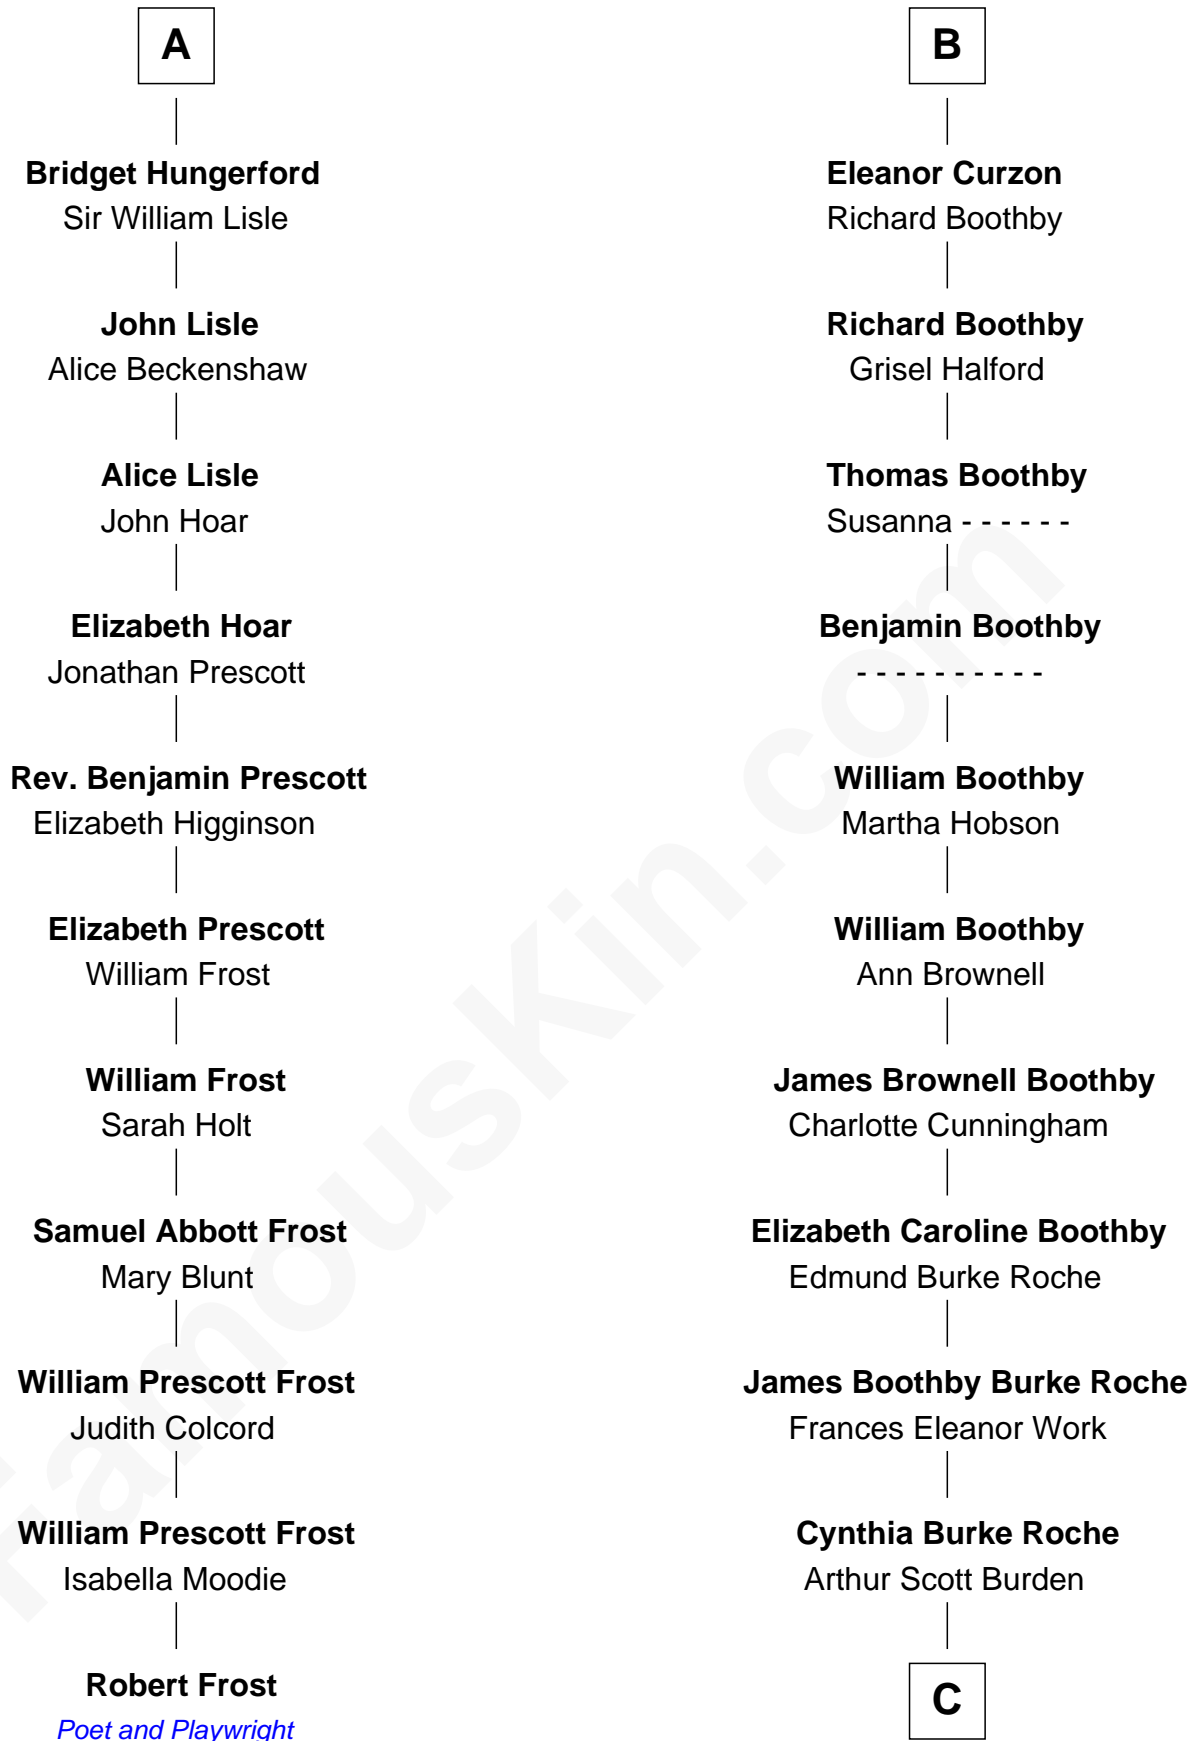 A
Bridget Hungerford
Sir William Lisle
John Lisle
Alice Beckenshaw
Alice Lisle
John Hoar
Elizabeth Hoar
Jonathan Prescott
Rev. Benjamin Prescott
Elizabeth Higginson
Elizabeth Prescott
William Frost
William Frost
Sarah Holt
Samuel Abbott Frost
Mary Blunt
William Prescott Frost
Judith Colcord
William Prescott Frost
Isabella Moodie
Robert Frost
Poet and Playwright
B
Eleanor Curzon
Richard Boothby
Richard Boothby
Grisel Halford
Thomas Boothby
Susanna - - - - - -
Benjamin Boothby
- - - - - - - - - -
William Boothby
Martha Hobson
William Boothby
Ann Brownell
James Brownell Boothby
Charlotte Cunningham
Elizabeth Caroline Boothby
Edmund Burke Roche
James Boothby Burke Roche
Frances Eleanor Work
Cynthia Burke Roche
Arthur Scott Burden
C
FamousKin.com